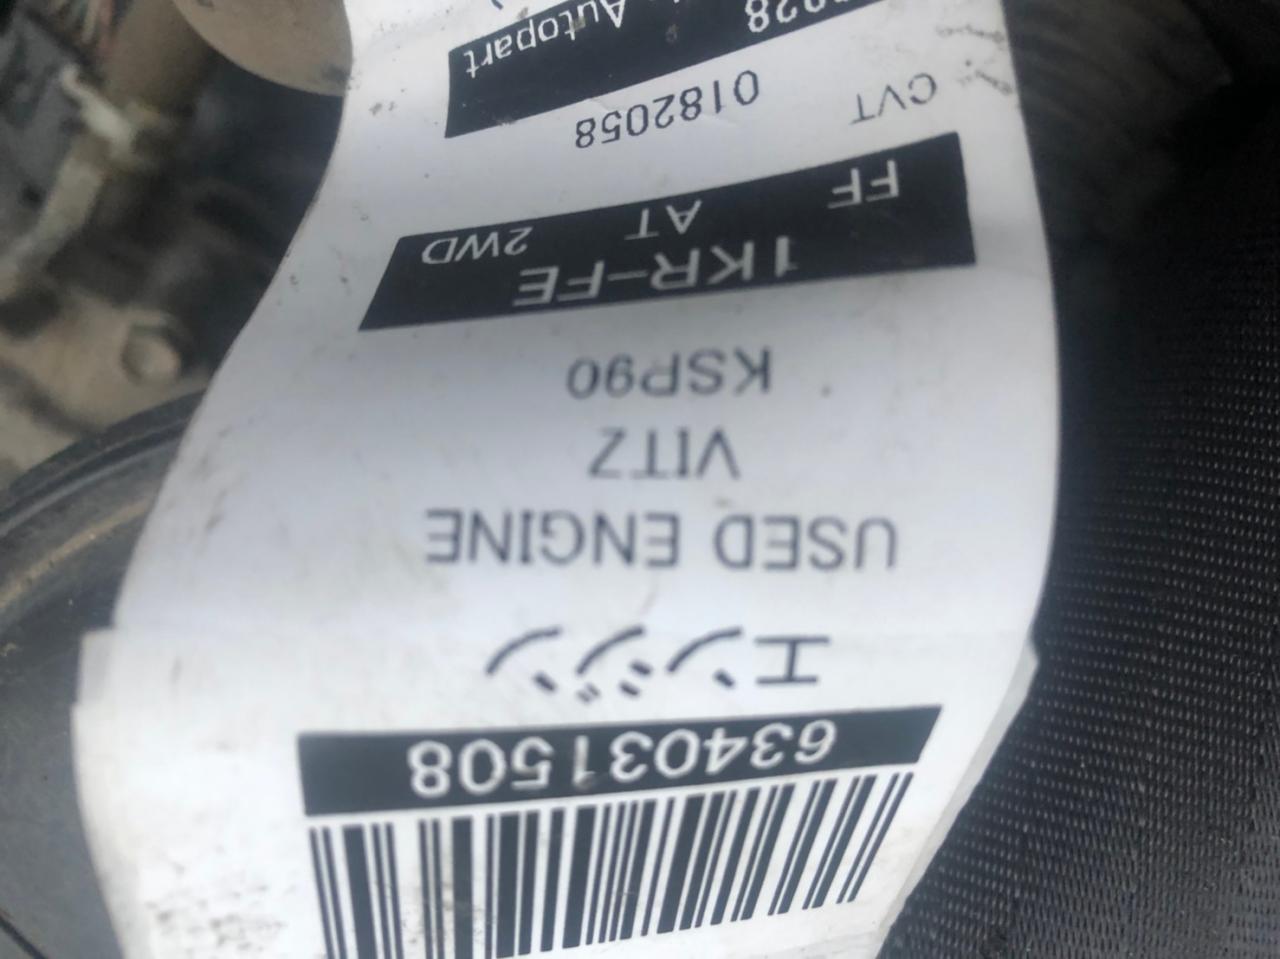 634031508
エンジン
USED ENGINE
VITZ
KSP90
1KR-FE
FF AT 2WD
CVT 0182058
Autopart